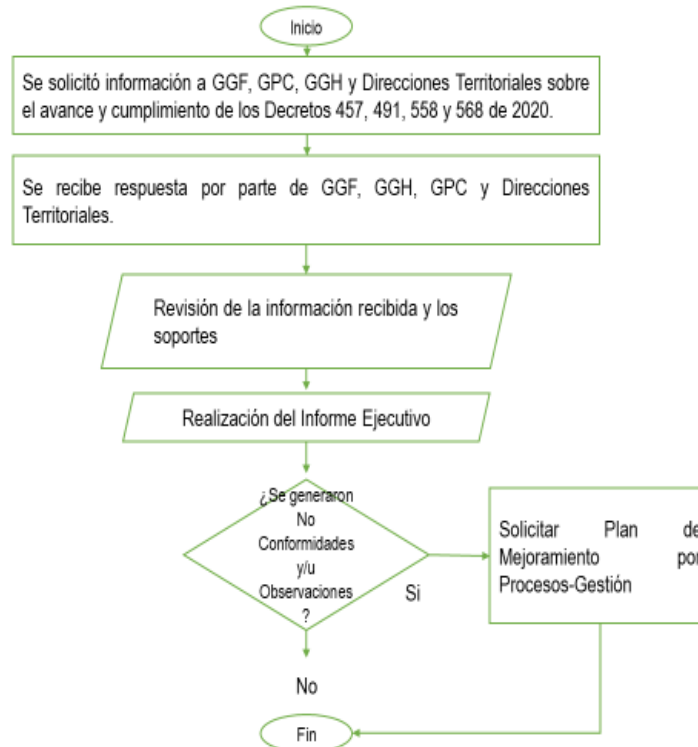 Inicio
Se solicitó información a GGF, GPC, GGH y Direcciones Territoriales sobre
el avance y cumplimiento de los Decretos 457, 491, 558 y 568 de 2020.
Se recibe respuesta por parte de GGF, GGH, GPC y Direcciones
Territoriales.
Revisión de la información recibida y los
soportes
Realización del Informe Ejecutivo
¿Se generaron
No
Conformidades
y/u
Observaciones
?
Si
Solicitar Plan de
Mejoramiento por
Procesos-Gestión
No
Fin